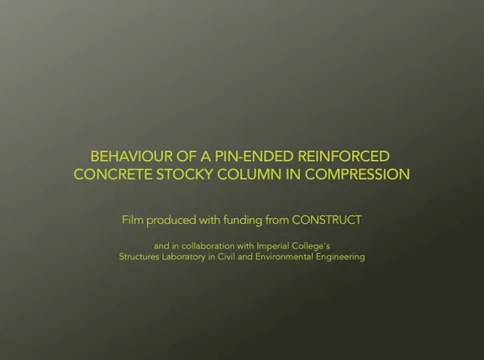 BEHAVIOUR OF A PIN-ENDED REINFORCED
CONCRETE STOCKY COLUMN IN COMPRESSION
Film produced with funding from CONSTRUCT
and in collaboration with Imperial College's
Structures Laboratory in Civil and Environmental Engineering